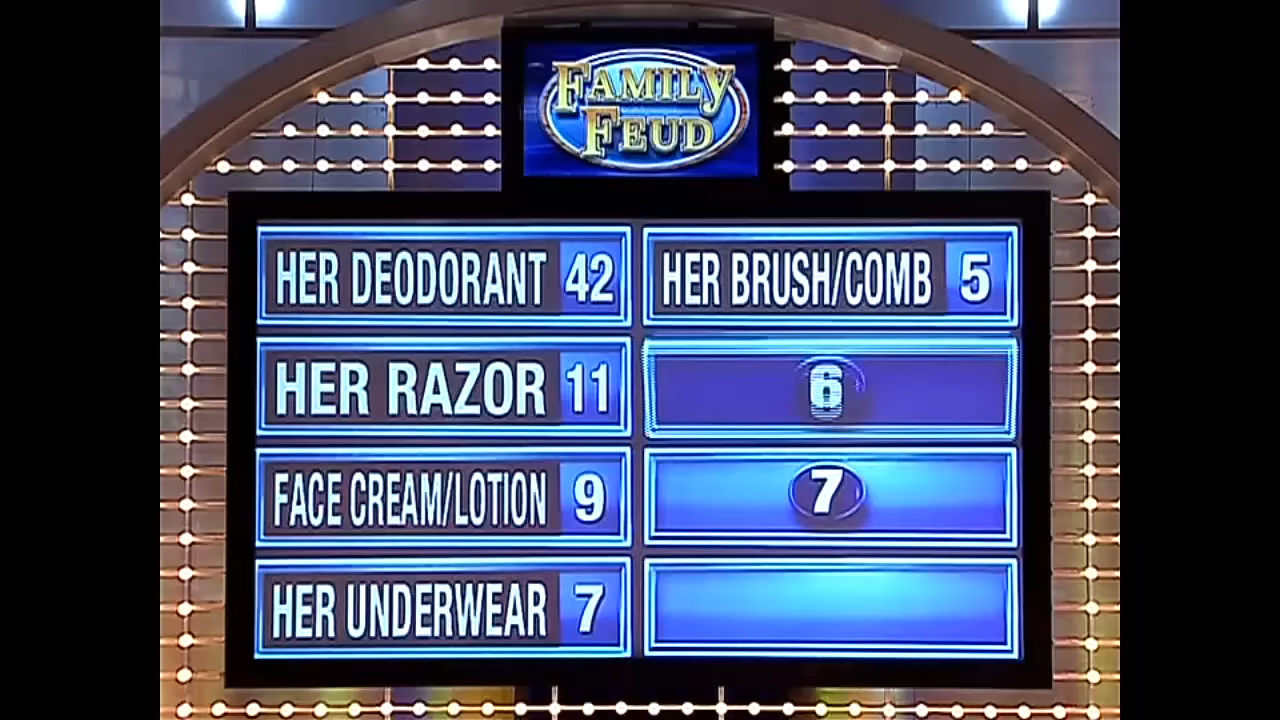 FAMILY
FEUD
HER DEODORANT 42
HER RAZOR 11
FACE CREAM/LOTION 9
HER UNDERWEAR 7
HER BRUSH/COMB 5
6
7